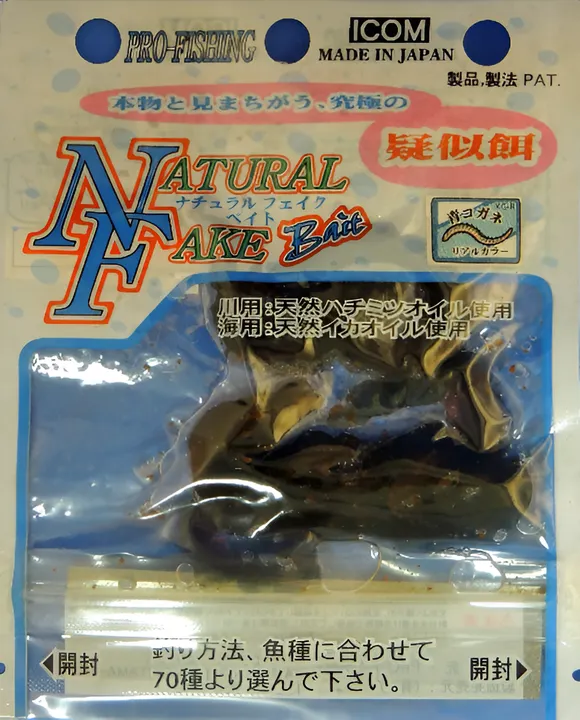 PRO-FISHING
ICOM
MADE IN JAPAN
製品,製法 PAT.
本物と見まちがう、究極の
疑似餌
NATURAL
ナチュラル フェイク
ベイト
FAKE Bait
青コガネ
リアルカラー
川用:天然ハチミツオイル使用
海用:天然イカオイル使用
釣り方法、魚種に合わせて
70種より選んで下さい。
◀開封
開封▶